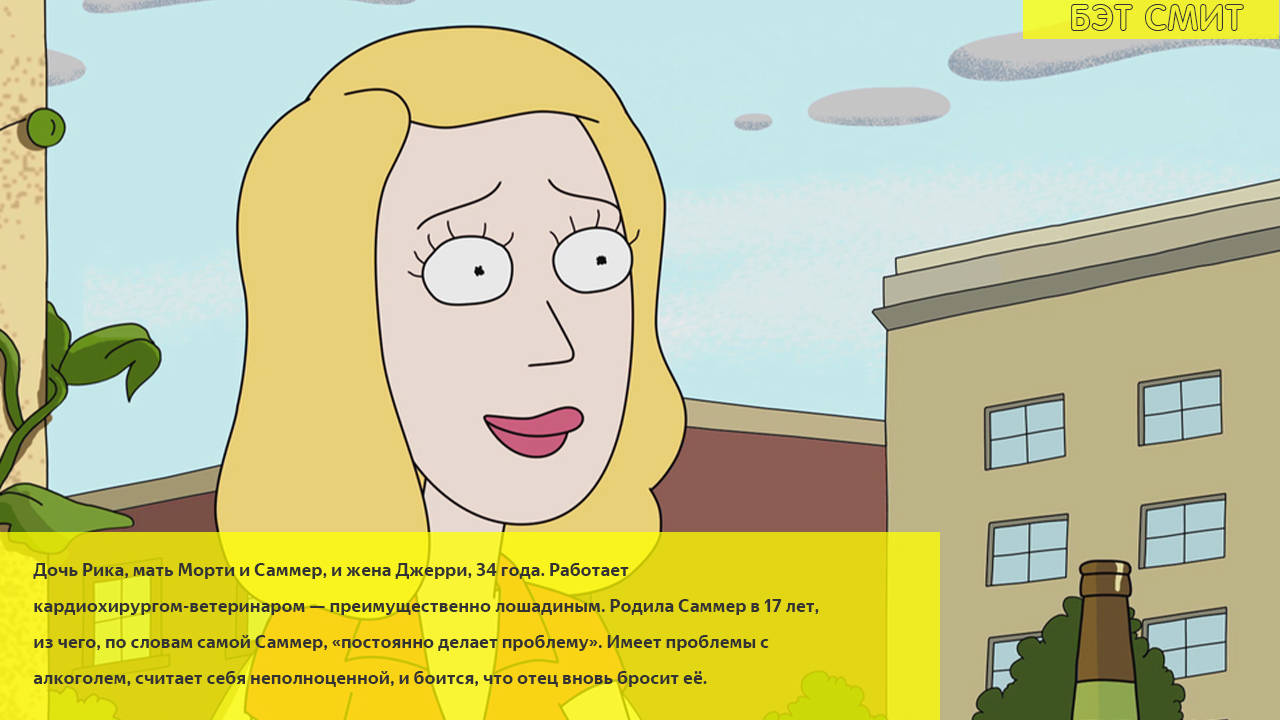 БЭТ СМИТ
Дочь Рика, мать Морти и Саммер, и жена Джерри, 34 года. Работает
кардиохирургом-ветеринаром — преимущественно лошадиным. Родила Саммер в 17 лет,
из чего, по словам самой Саммер, «постоянно делает проблему». Имеет проблемы с
алкоголем, считает себя неполноценной, и боится, что отец вновь бросит её.